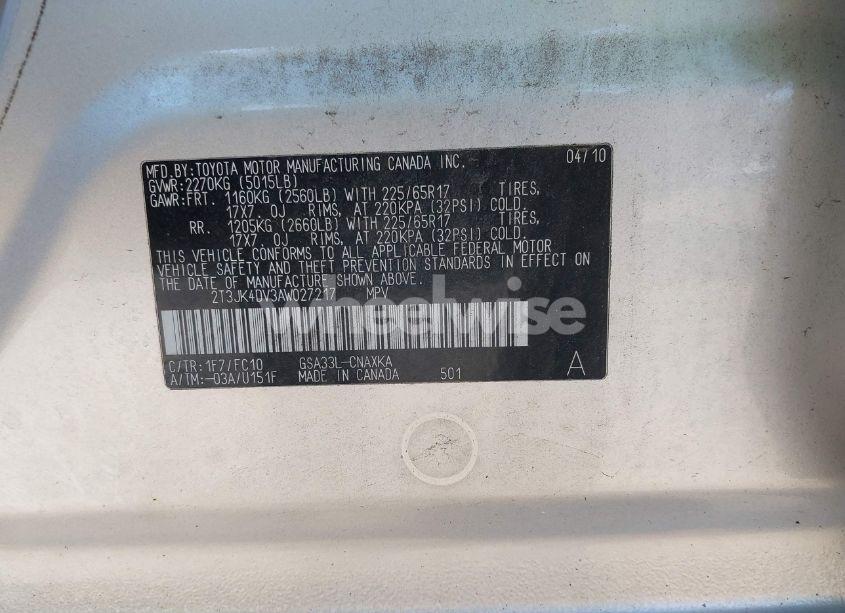 MFD.BY:TOYOTA MOTOR MANUFACTURING CANADA INC. 04/10
GVWR:2270KG (5015LB)
GAWR:FRT. 1160KG (2560LB) WITH 225/65R17 TIRES,
17X7.0J RIMS, AT 220KPA (32PSI) COLD.
RR. 1205KG (2660LB) WITH 225/65R17 TIRES,
17X7.0J RIMS, AT 220KPA (32PSI) COLD.
THIS VEHICLE CONFORMS TO ALL APPLICABLE FEDERAL MOTOR
VEHICLE SAFETY AND THEFT PREVENTION STANDARDS IN EFFECT ON
THE DATE OF MANUFACTURE SHOWN ABOVE.
2T3JK4DV3AW027217 MPV
wheelwise
C/TR:1F7/FC10 GSA33L-CNAXKA
A/TM:-03A/U151F MADE IN CANADA 501 A